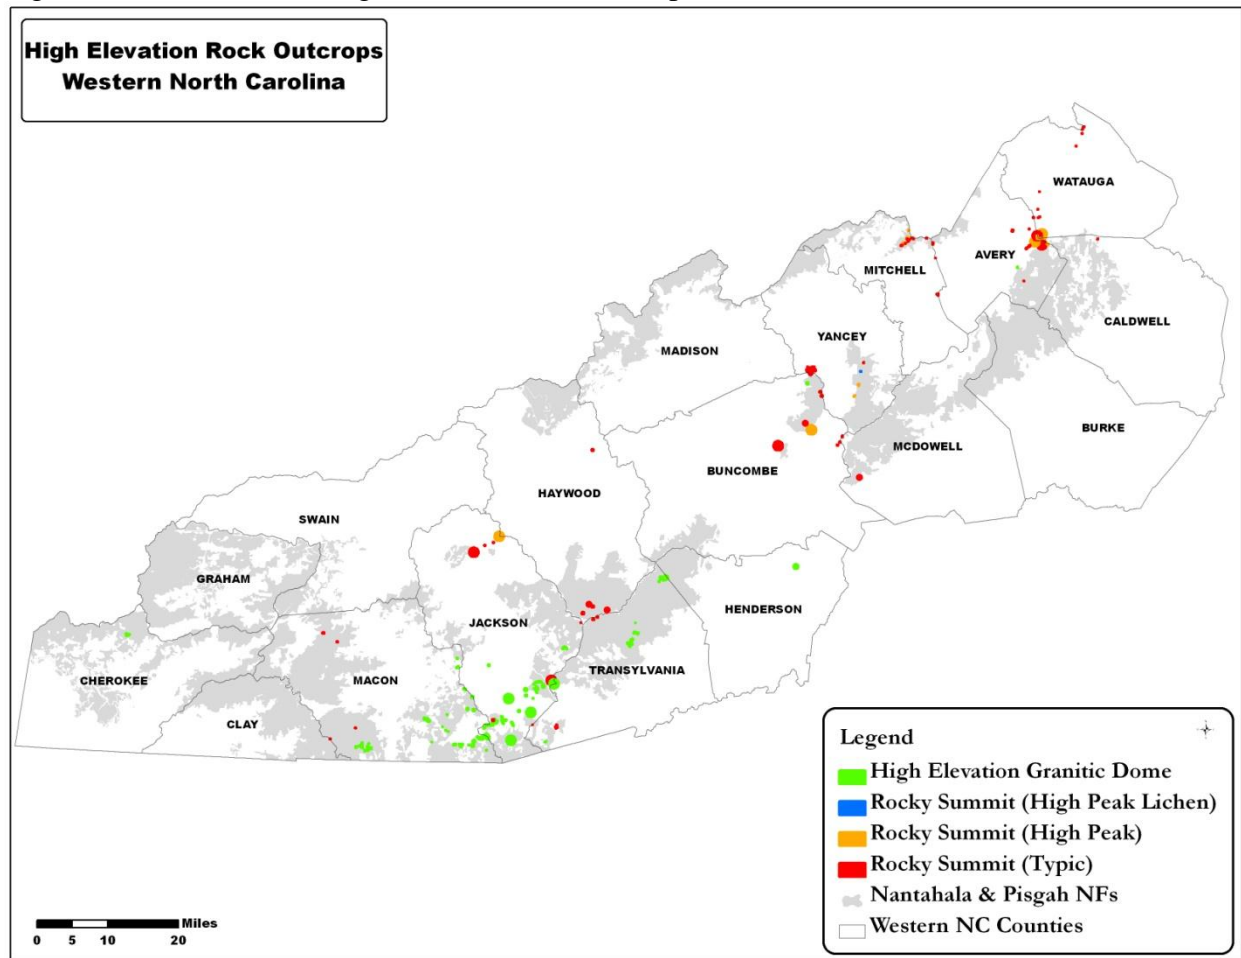 High Elevation Rock Outcrops
Western North Carolina
WATAUGA
AVERY
MITCHELL
CALDWELL
YANCEY
MADISON
BURKE
MCDOWELL
BUNCOMBE
HAYWOOD
SWAIN
GRAHAM
HENDERSON
JACKSON
TRANSYLVANIA
CHEROKEE
MACON
CLAY
Legend
High Elevation Granitic Dome
Rocky Summit (High Peak Lichen)
Rocky Summit (High Peak)
Rocky Summit (Typic)
Nantahala & Pisgah NFs
Western NC Counties
Miles
0 5 10 20